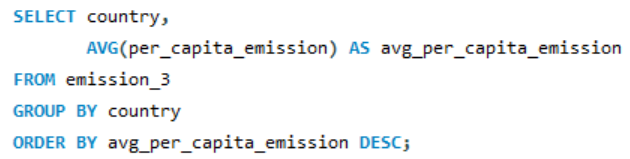 SELECT country,
AVG(per_capita_emission) AS avg_per_capita_emission
FROM emission_3
GROUP BY country
ORDER BY avg_per_capita_emission DESC;